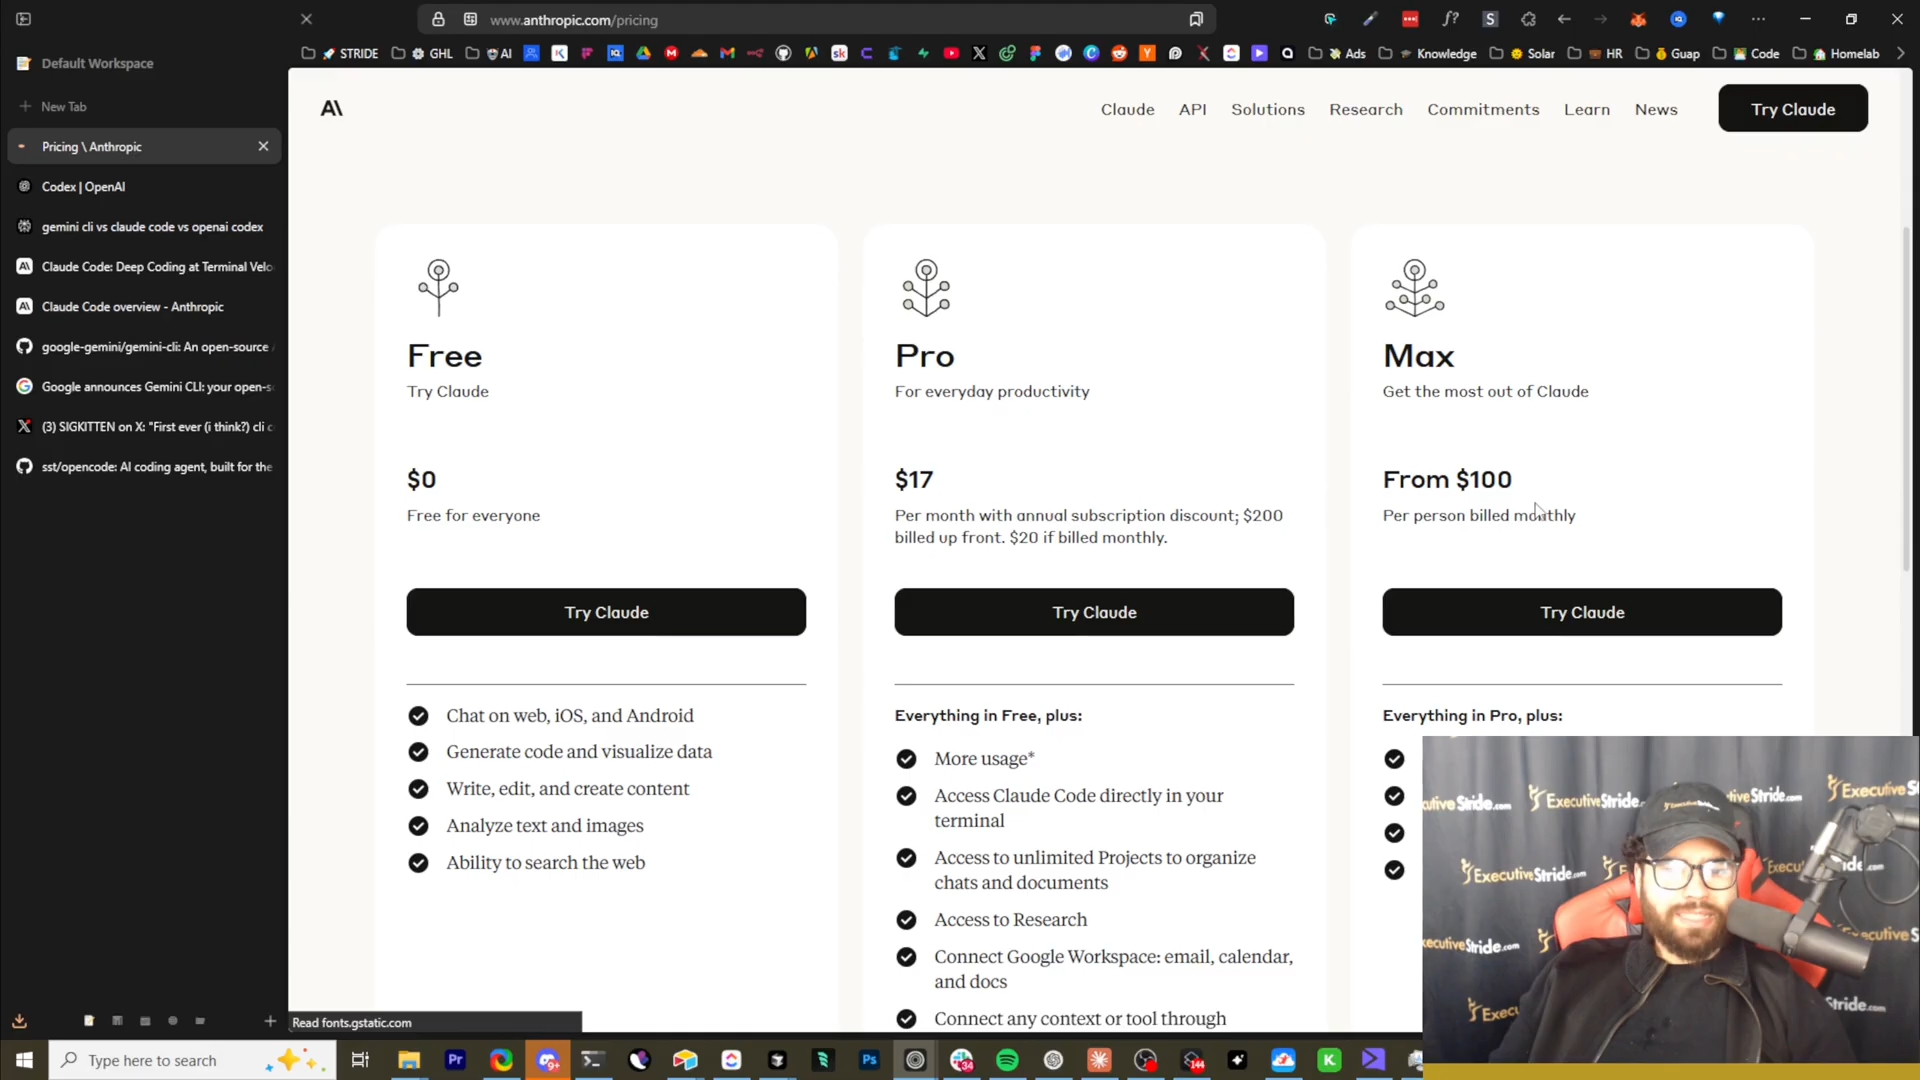 www.anthropic.com/pricing
STRIDE
GHL
AI
Ads
Knowledge
Solar
HR
Guap
Code
Homelab
Default Workspace
New Tab
Pricing \ Anthropic
Codex | OpenAI
gemini cli vs claude code vs openai codex
Claude Code: Deep Coding at Terminal Velo
Claude Code overview - Anthropic
google-gemini/gemini-cli: An open-source
Google announces Gemini CLI: your open-s
(3) SIGKITTEN on X: "First ever (i think?) cli c
sst/opencode: AI coding agent, built for the
A\
Claude
API
Solutions
Research
Commitments
Learn
News
Try Claude
Free
Try Claude
$0
Free for everyone
Try Claude
Chat on web, iOS, and Android
Generate code and visualize data
Write, edit, and create content
Analyze text and images
Ability to search the web
Pro
For everyday productivity
$17
Per month with annual subscription discount; $200
billed up front. $20 if billed monthly.
Try Claude
Everything in Free, plus:
More usage*
Access Claude Code directly in your
terminal
Access to unlimited Projects to organize
chats and documents
Access to Research
Connect Google Workspace: email, calendar,
and docs
Connect any context or tool through
Max
Get the most out of Claude
From $100
Per person billed monthly
Try Claude
Everything in Pro, plus:
ExecutiveStride.com
ExecutiveStride.com
Read fonts.gstatic.com
Type here to search